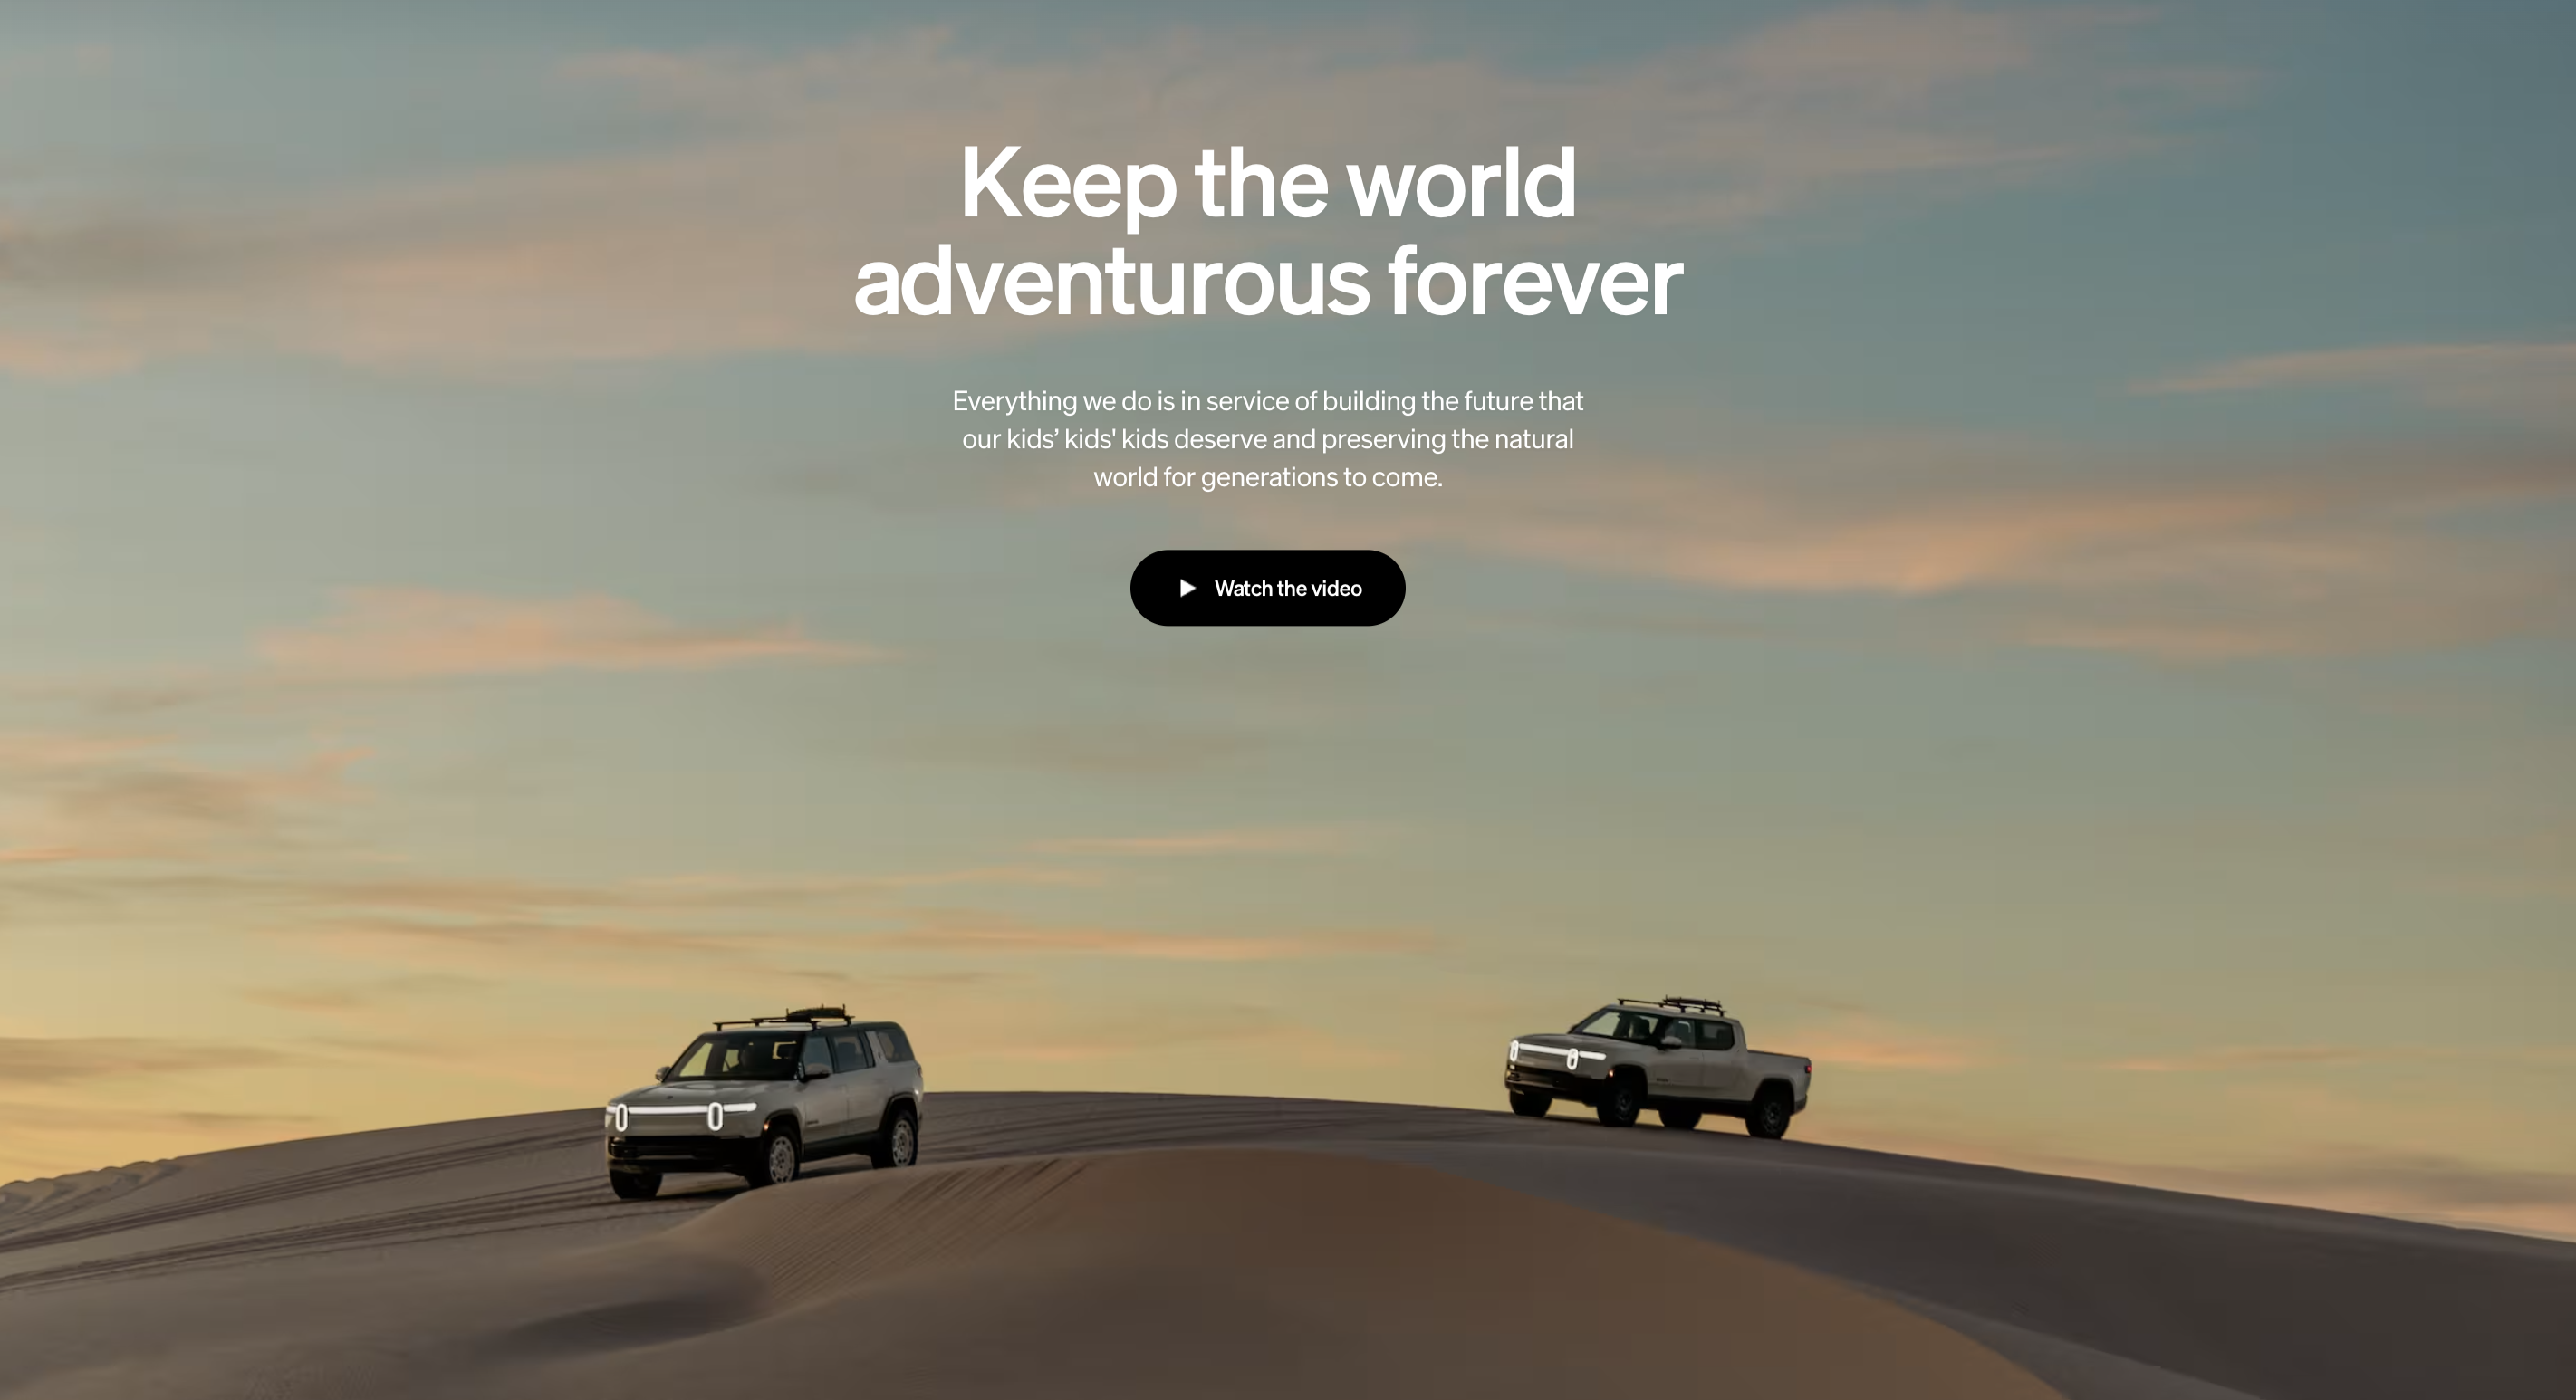 Keep the world
adventurous forever
Everything we do is in service of building the future that
our kids’ kids' kids deserve and preserving the natural
world for generations to come.
Watch the video